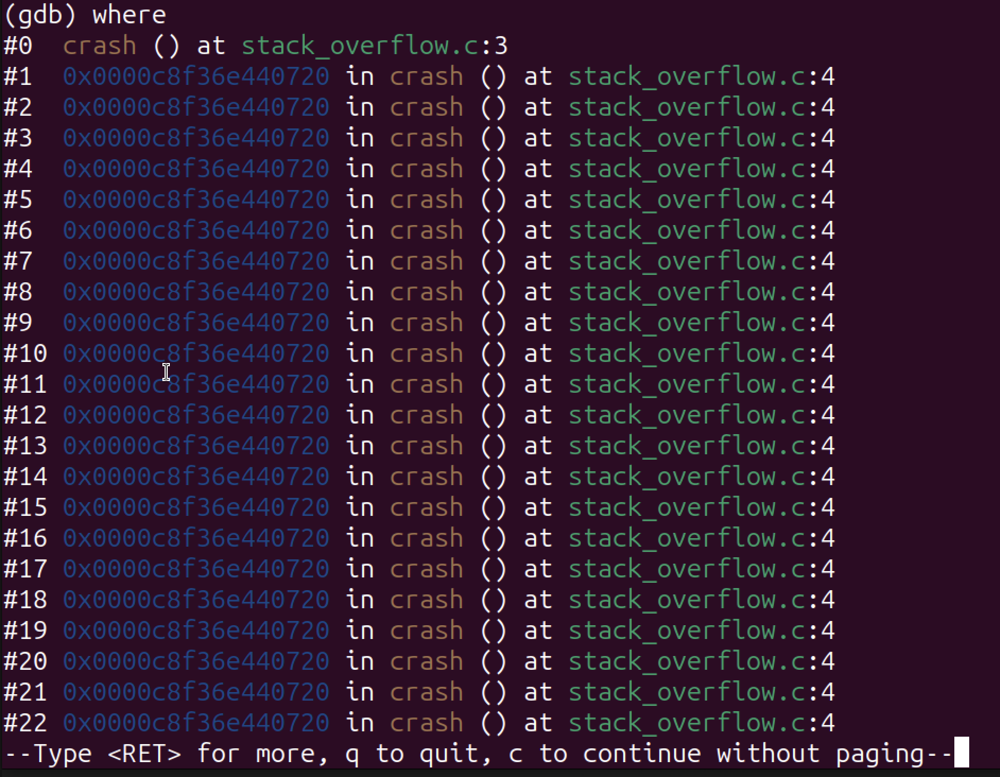 (gdb) where
#0  crash () at stack_overflow.c:3
#1  0x0000c8f36e440720 in crash () at stack_overflow.c:4
#2  0x0000c8f36e440720 in crash () at stack_overflow.c:4
#3  0x0000c8f36e440720 in crash () at stack_overflow.c:4
#4  0x0000c8f36e440720 in crash () at stack_overflow.c:4
#5  0x0000c8f36e440720 in crash () at stack_overflow.c:4
#6  0x0000c8f36e440720 in crash () at stack_overflow.c:4
#7  0x0000c8f36e440720 in crash () at stack_overflow.c:4
#8  0x0000c8f36e440720 in crash () at stack_overflow.c:4
#9  0x0000c8f36e440720 in crash () at stack_overflow.c:4
#10 0x0000c8f36e440720 in crash () at stack_overflow.c:4
#11 0x0000c8f36e440720 in crash () at stack_overflow.c:4
#12 0x0000c8f36e440720 in crash () at stack_overflow.c:4
#13 0x0000c8f36e440720 in crash () at stack_overflow.c:4
#14 0x0000c8f36e440720 in crash () at stack_overflow.c:4
#15 0x0000c8f36e440720 in crash () at stack_overflow.c:4
#16 0x0000c8f36e440720 in crash () at stack_overflow.c:4
#17 0x0000c8f36e440720 in crash () at stack_overflow.c:4
#18 0x0000c8f36e440720 in crash () at stack_overflow.c:4
#19 0x0000c8f36e440720 in crash () at stack_overflow.c:4
#20 0x0000c8f36e440720 in crash () at stack_overflow.c:4
#21 0x0000c8f36e440720 in crash () at stack_overflow.c:4
#22 0x0000c8f36e440720 in crash () at stack_overflow.c:4
--Type <RET> for more, q to quit, c to continue without paging--